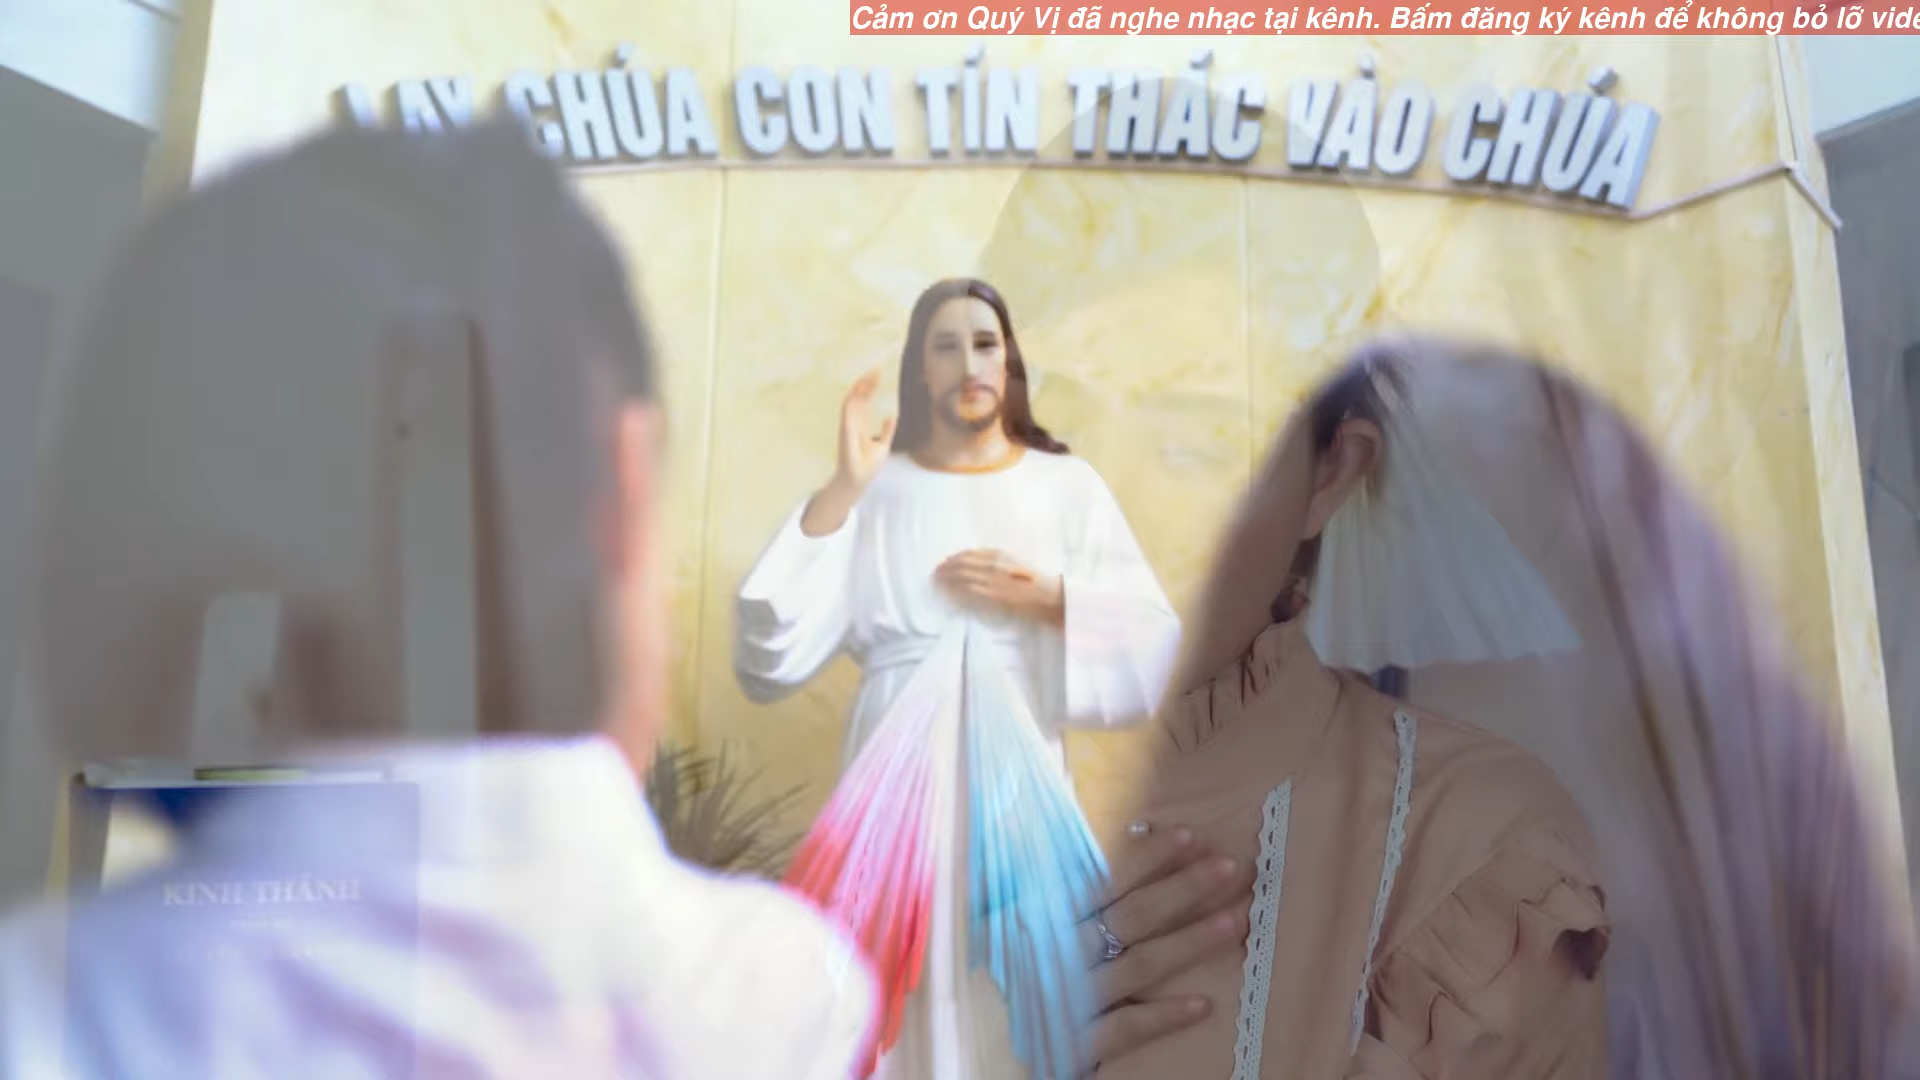 Cảm ơn Quý Vị đã nghe nhạc tại kênh. Bấm đăng ký kênh để không bỏ lỡ vide
LẠY CHÚA CON TÍN THÁC VÀO CHÚA
KINH THÁNH